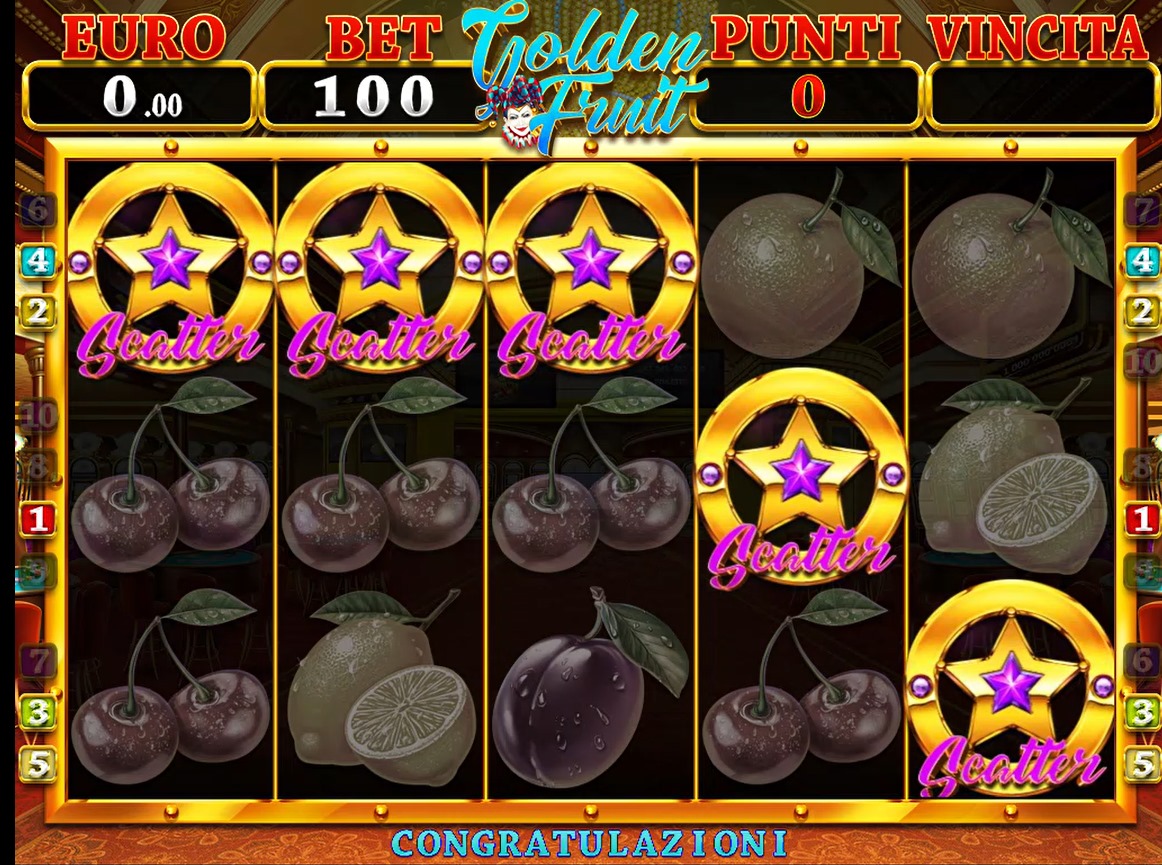 EURO BET Golden Fruit PUNTI VINCITA
0.00 100 0
6 7
4 4
2 2
Scatter Scatter Scatter
10
10
8 8
1 1
Scatter
7 6
3 3
5 5
Scatter
CONGRATULAZIONI